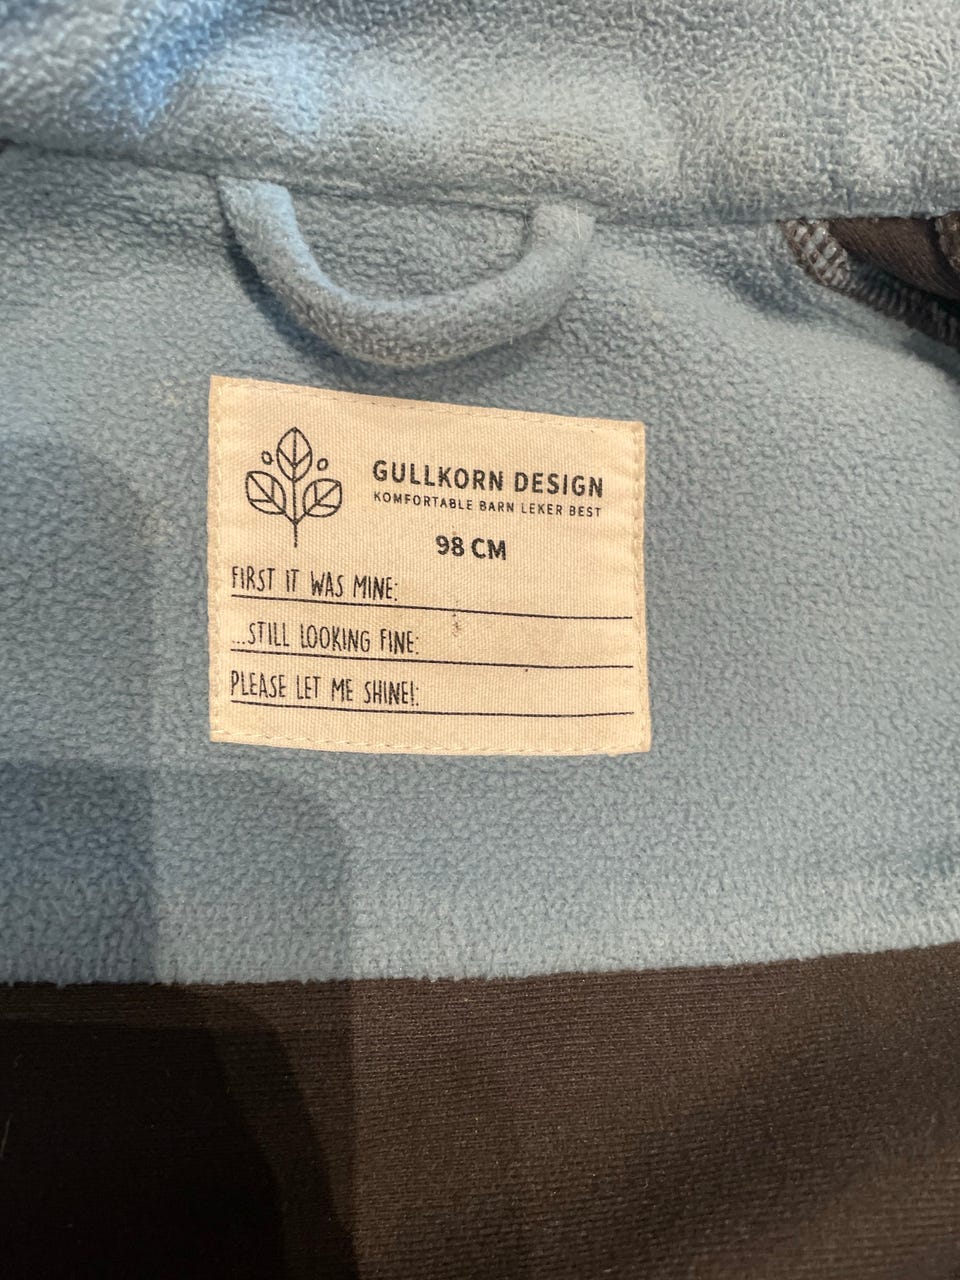 GULLKORN DESIGN
KOMFORTABLE BARN LEKER BEST
98 CM
FIRST IT WAS MINE:
...STILL LOOKING FINE:
PLEASE LET ME SHINE!: